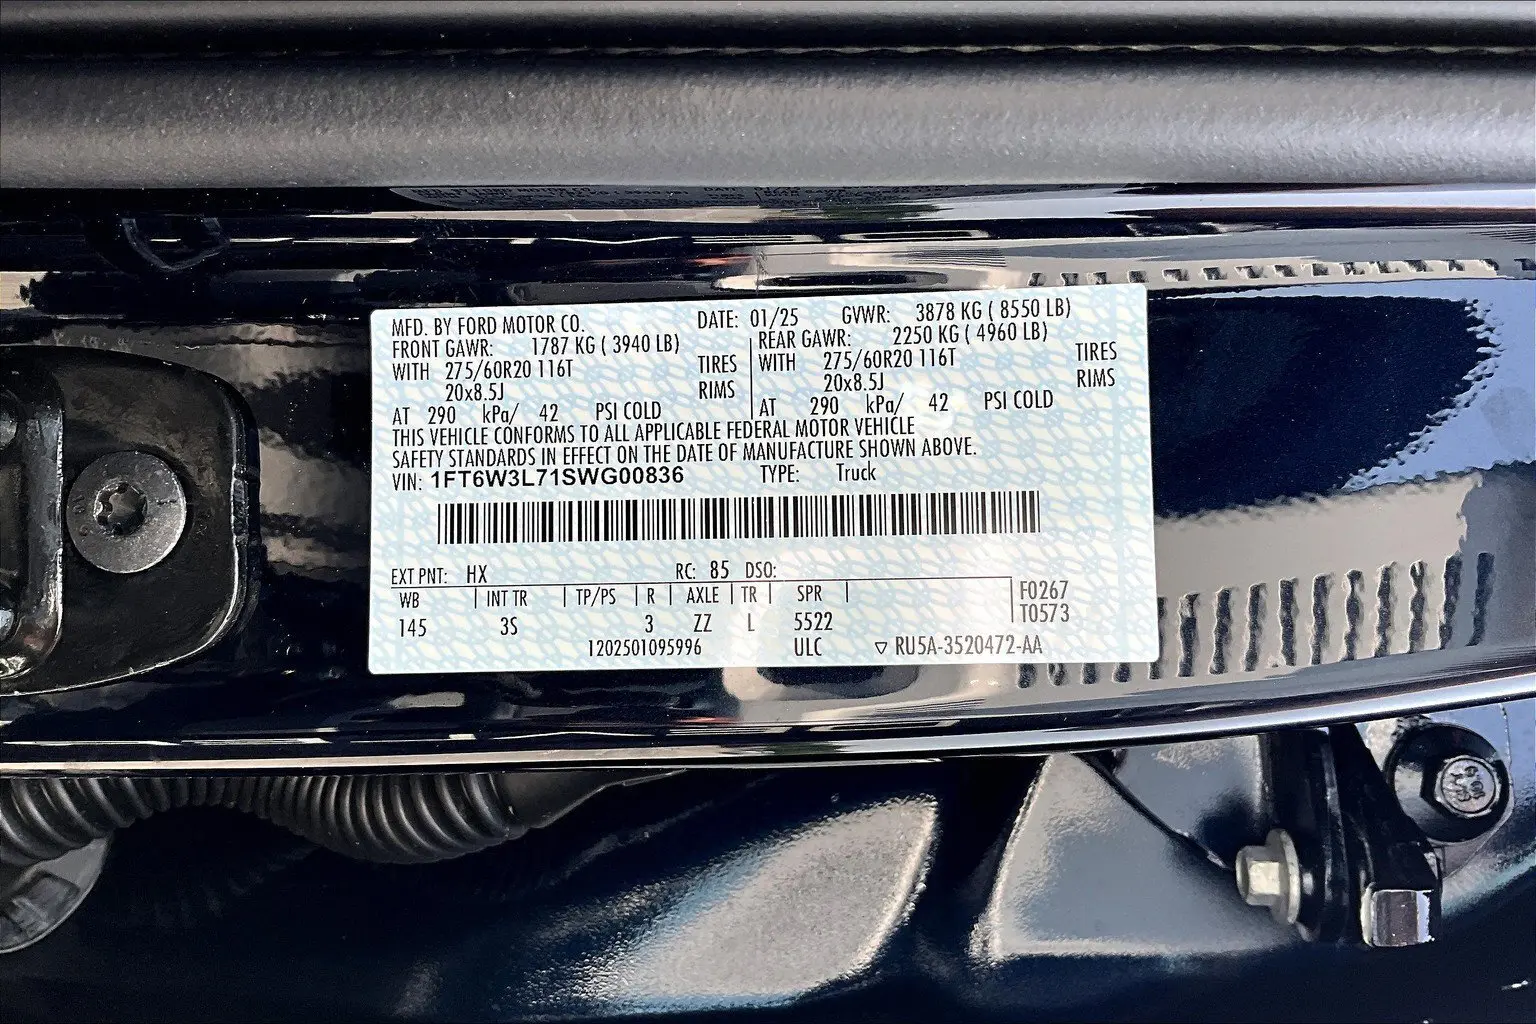 MFD. BY FORD MOTOR CO. DATE: 01/25 GVWR: 3878 KG ( 8550 LB)
FRONT GAWR: 1787 KG ( 3940 LB) REAR GAWR: 2250 KG ( 4960 LB)
WITH 275/60R20 116T TIRES WITH 275/60R20 116T TIRES
20x8.5J RIMS 20x8.5J RIMS
AT 290 kPa/ 42 PSI COLD AT 290 kPa/ 42 PSI COLD
THIS VEHICLE CONFORMS TO ALL APPLICABLE FEDERAL MOTOR VEHICLE
SAFETY STANDARDS IN EFFECT ON THE DATE OF MANUFACTURE SHOWN ABOVE.
VIN: 1FT6W3L71SWG00836 TYPE: Truck
EXT PNT: HX RC: 85 DSO:
WB INT TR TP/PS R AXLE TR SPR F0267
145 3S 3 ZZ L 5522 T0573
1202501095996 ULC ▽ RU5A-3520472-AA